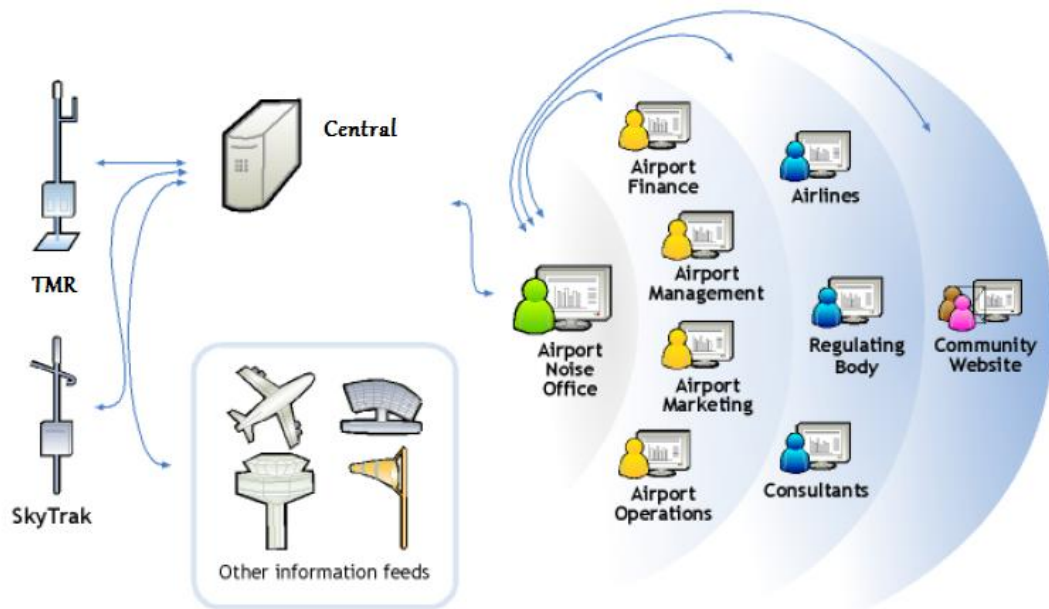 Central
TMR
SkyTrak
Other information feeds
Airport
Noise
Office
Airport
Finance
Airport
Management
Airport
Marketing
Airport
Operations
Airlines
Regulating
Body
Consultants
Community
Website